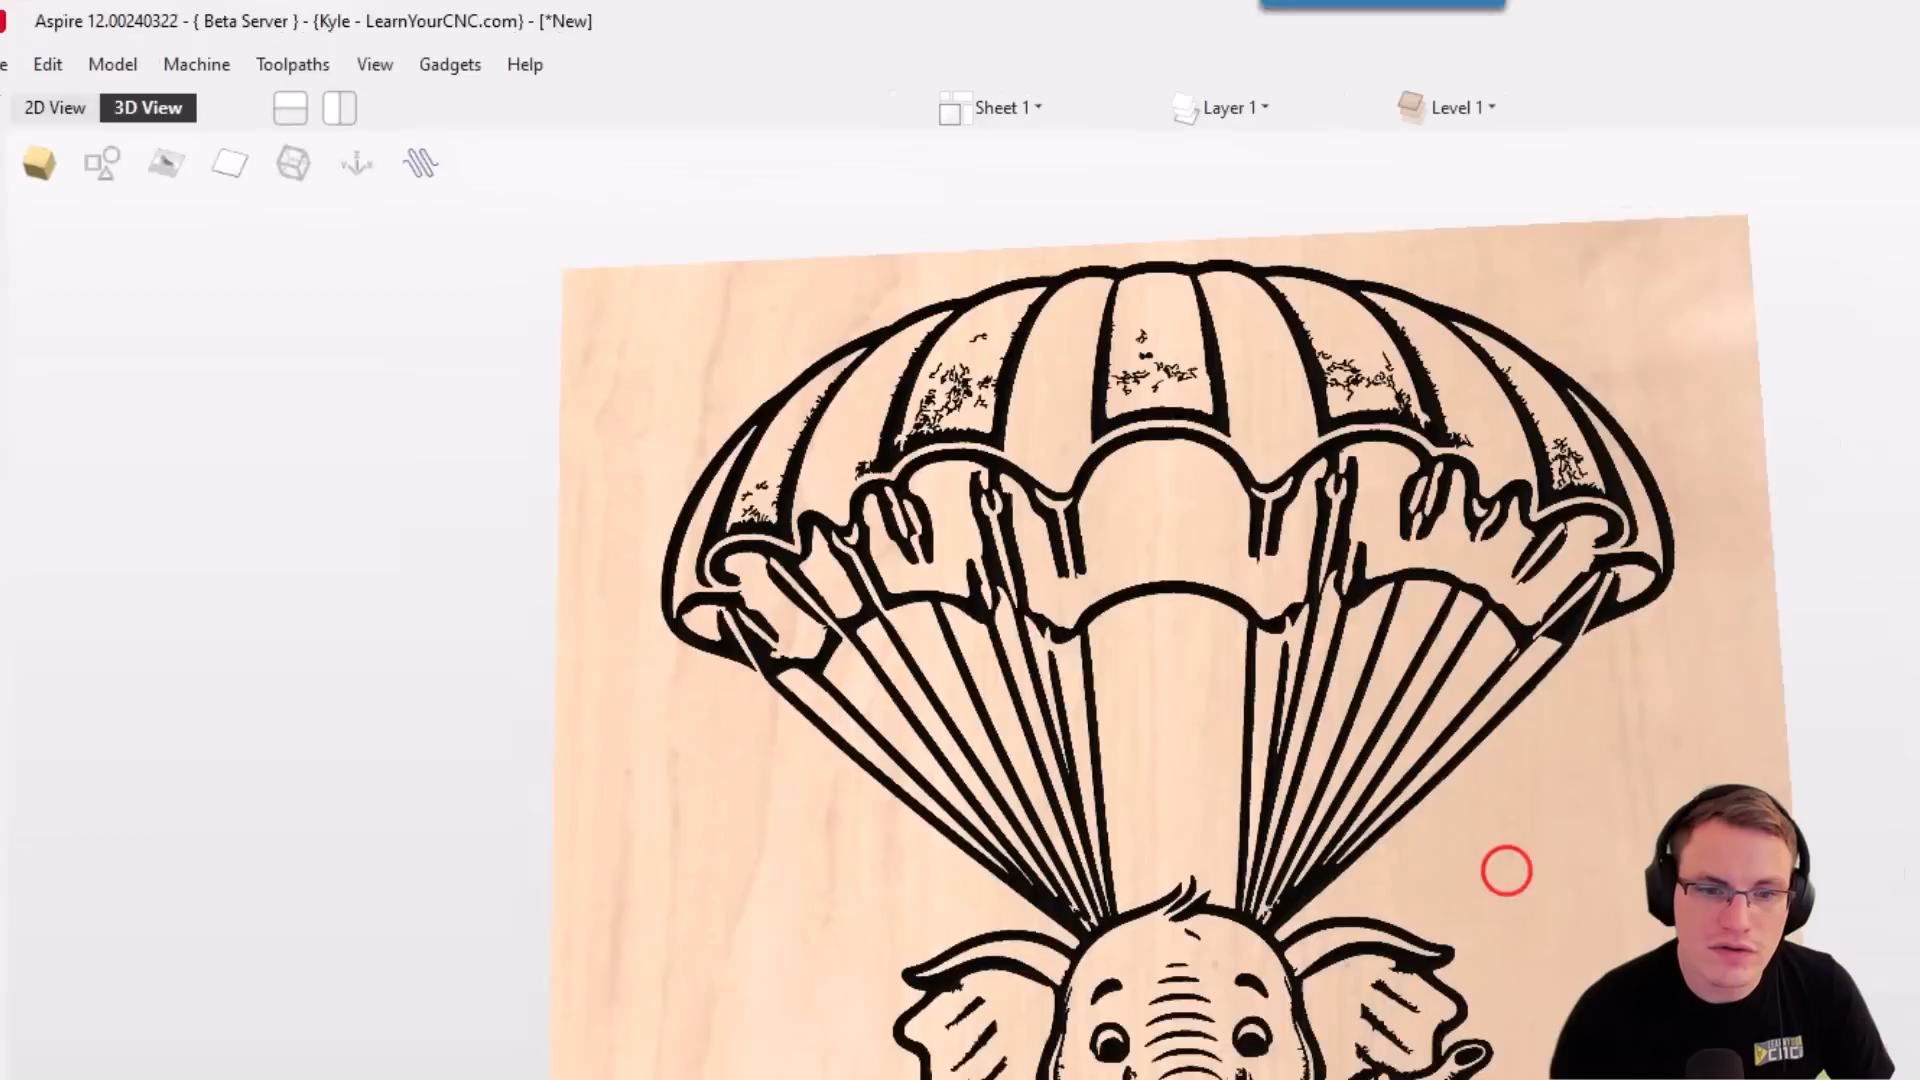 Aspire 12.00240322 - { Beta Server } - {Kyle - LearnYourCNC.com} - [*New]
Edit Model Machine Toolpaths View Gadgets Help
2D View 3D View Sheet 1 Layer 1 Level 1
CNC